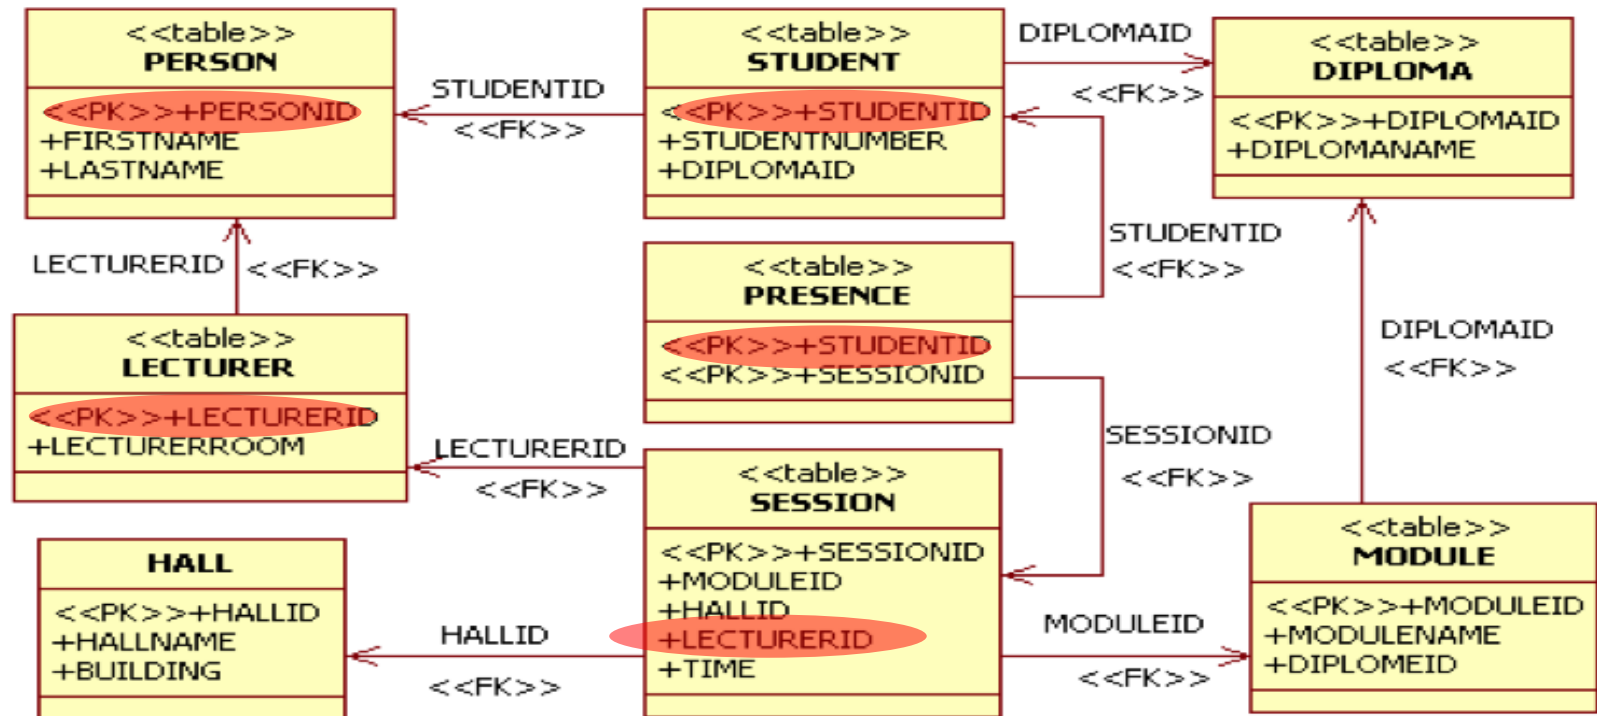 <<table>>
PERSON
<<PK>>+PERSONID
+FIRSTNAME
+LASTNAME
STUDENTID
<<FK>>
<<table>>
STUDENT
<<PK>>+STUDENTID
+STUDENTNUMBER
+DIPLOMAID
DIPLOMAID
<<FK>>
<<table>>
DIPLOMA
<<PK>>+DIPLOMAID
+DIPLOMANAME
LECTURERID <<FK>>
<<table>>
PRESENCE
<<PK>>+STUDENTID
<<PK>>+SESSIONID
STUDENTID
<<FK>>
<<table>>
LECTURER
<<PK>>+LECTURERID
+LECTURERROOM
DIPLOMAID
<<FK>>
LECTURERID
<<FK>>
SESSIONID
<<FK>>
<<table>>
SESSION
<<PK>>+SESSIONID
+MODULEID
+HALLID
+LECTURERID
+TIME
HALL
<<PK>>+HALLID
+HALLNAME
+BUILDING
HALLID
<<FK>>
MODULEID
<<FK>>
<<table>>
MODULE
<<PK>>+MODULEID
+MODULENAME
+DIPLOMEID